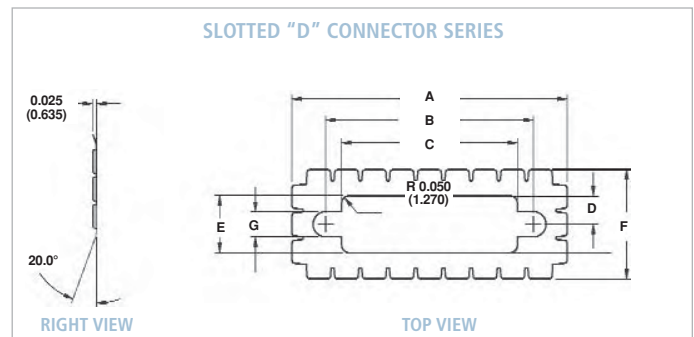 SLOTTED “D” CONNECTOR SERIES
0.025
(0.635)
20.0°
RIGHT VIEW
A
B
C
R 0.050
(1.270)
D
E
G
F
TOP VIEW